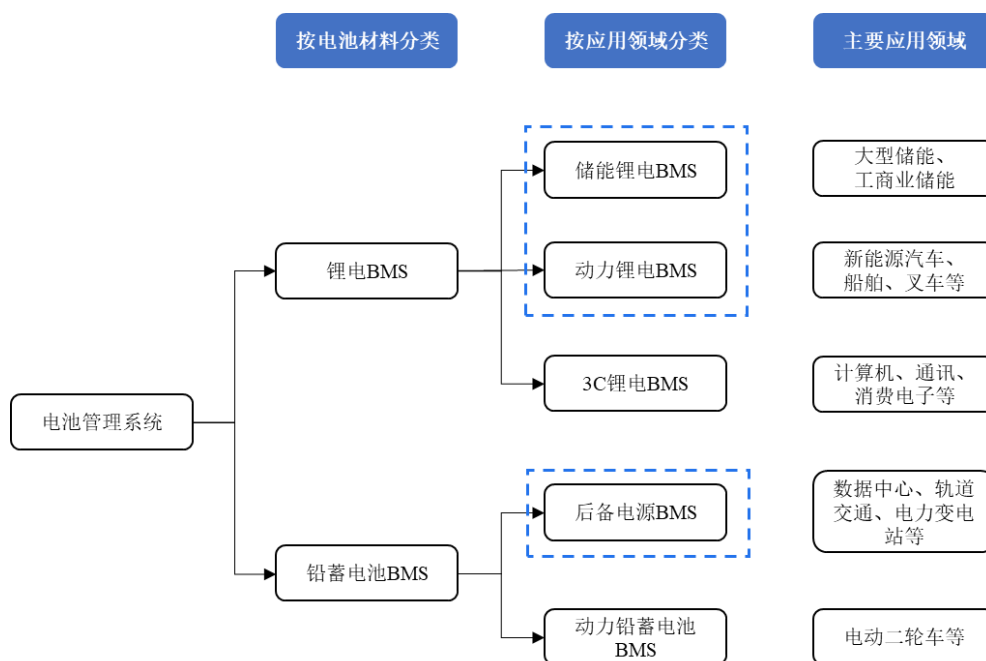 按电池材料分类
按应用领域分类
主要应用领域
储能锂电BMS
大型储能、
工商业储能
锂电BMS
动力锂电BMS
新能源汽车、
船舶、叉车等
3C锂电BMS
计算机、通讯、
消费电子等
电池管理系统
后备电源BMS
数据中心、轨道
交通、电力变电
站等
铅蓄电池BMS
动力铅蓄电池
BMS
电动二轮车等